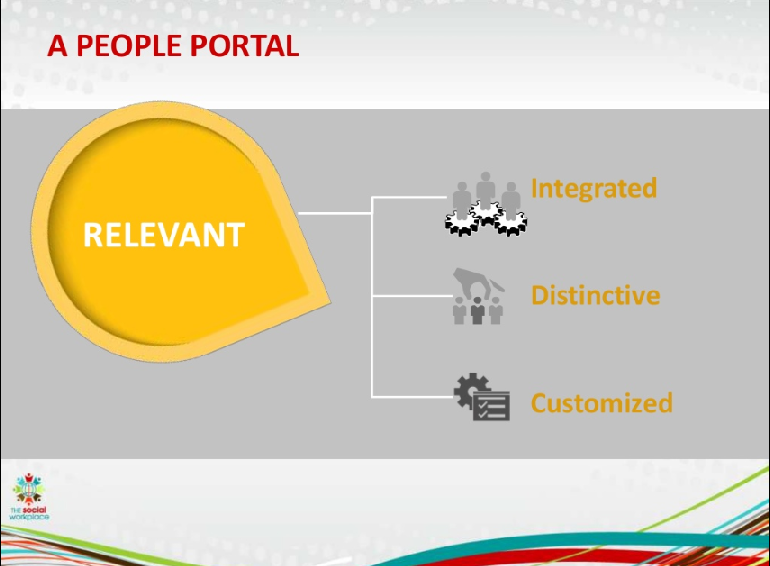 A PEOPLE PORTAL
RELEVANT
Integrated
Distinctive
Customized
THE social
workplace